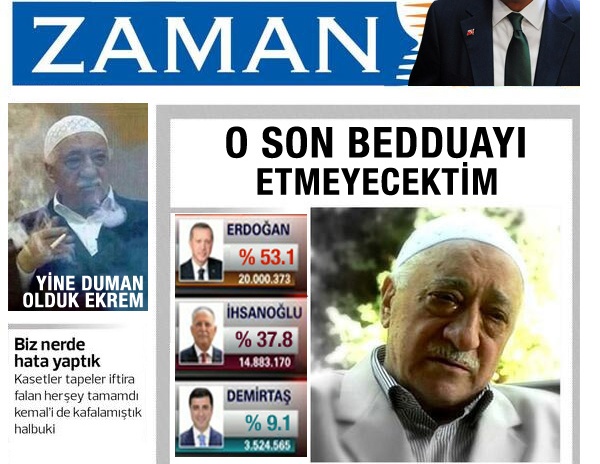 ZAMAN
YİNE DUMAN
OLDUK EKREM
Biz nerde
hata yaptık
Kasetler tapeler iftira
falan herşey tamamdı
kemal'i de kafalamıştık
halbuki
O SON BEDDUAYI
ETMEYECEKTİM
ERDOĞAN
% 53.1
20.000.373
İHSANOĞLU
% 37.8
14.883.170
DEMİRTAŞ
% 9.1
3.524.565